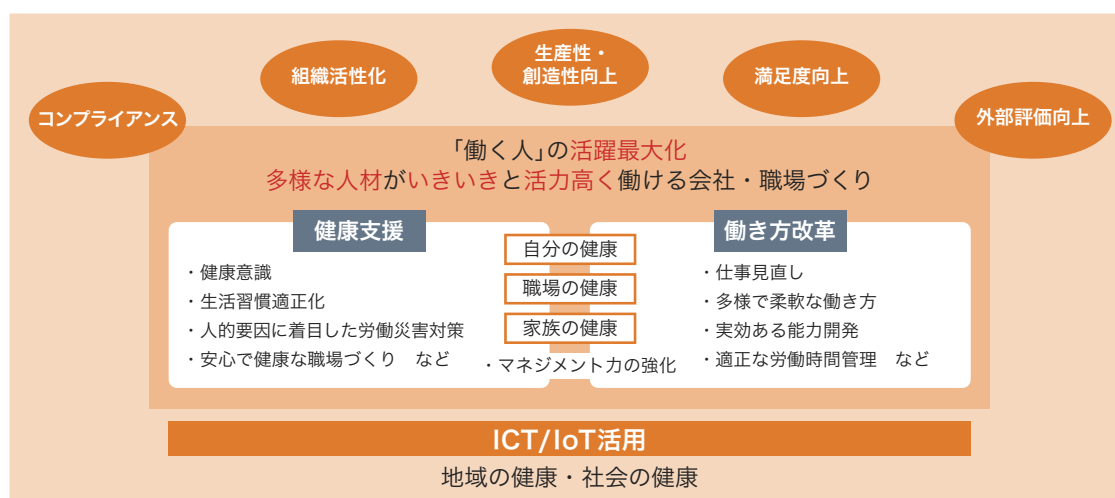 コンプライアンス
組織活性化
生産性・
創造性向上
満足度向上
外部評価向上
「働く人」の活躍最大化
多様な人材がいきいきと活力高く働ける会社・職場づくり
健康支援
・健康意識
・生活習慣適正化
・人的要因に着目した労働災害対策
・安心で健康な職場づくり　など
自分の健康
職場の健康
家族の健康
・マネジメント力の強化
働き方改革
・仕事見直し
・多様で柔軟な働き方
・実効ある能力開発
・適正な労働時間管理　など
ICT/IoT活用
地域の健康・社会の健康